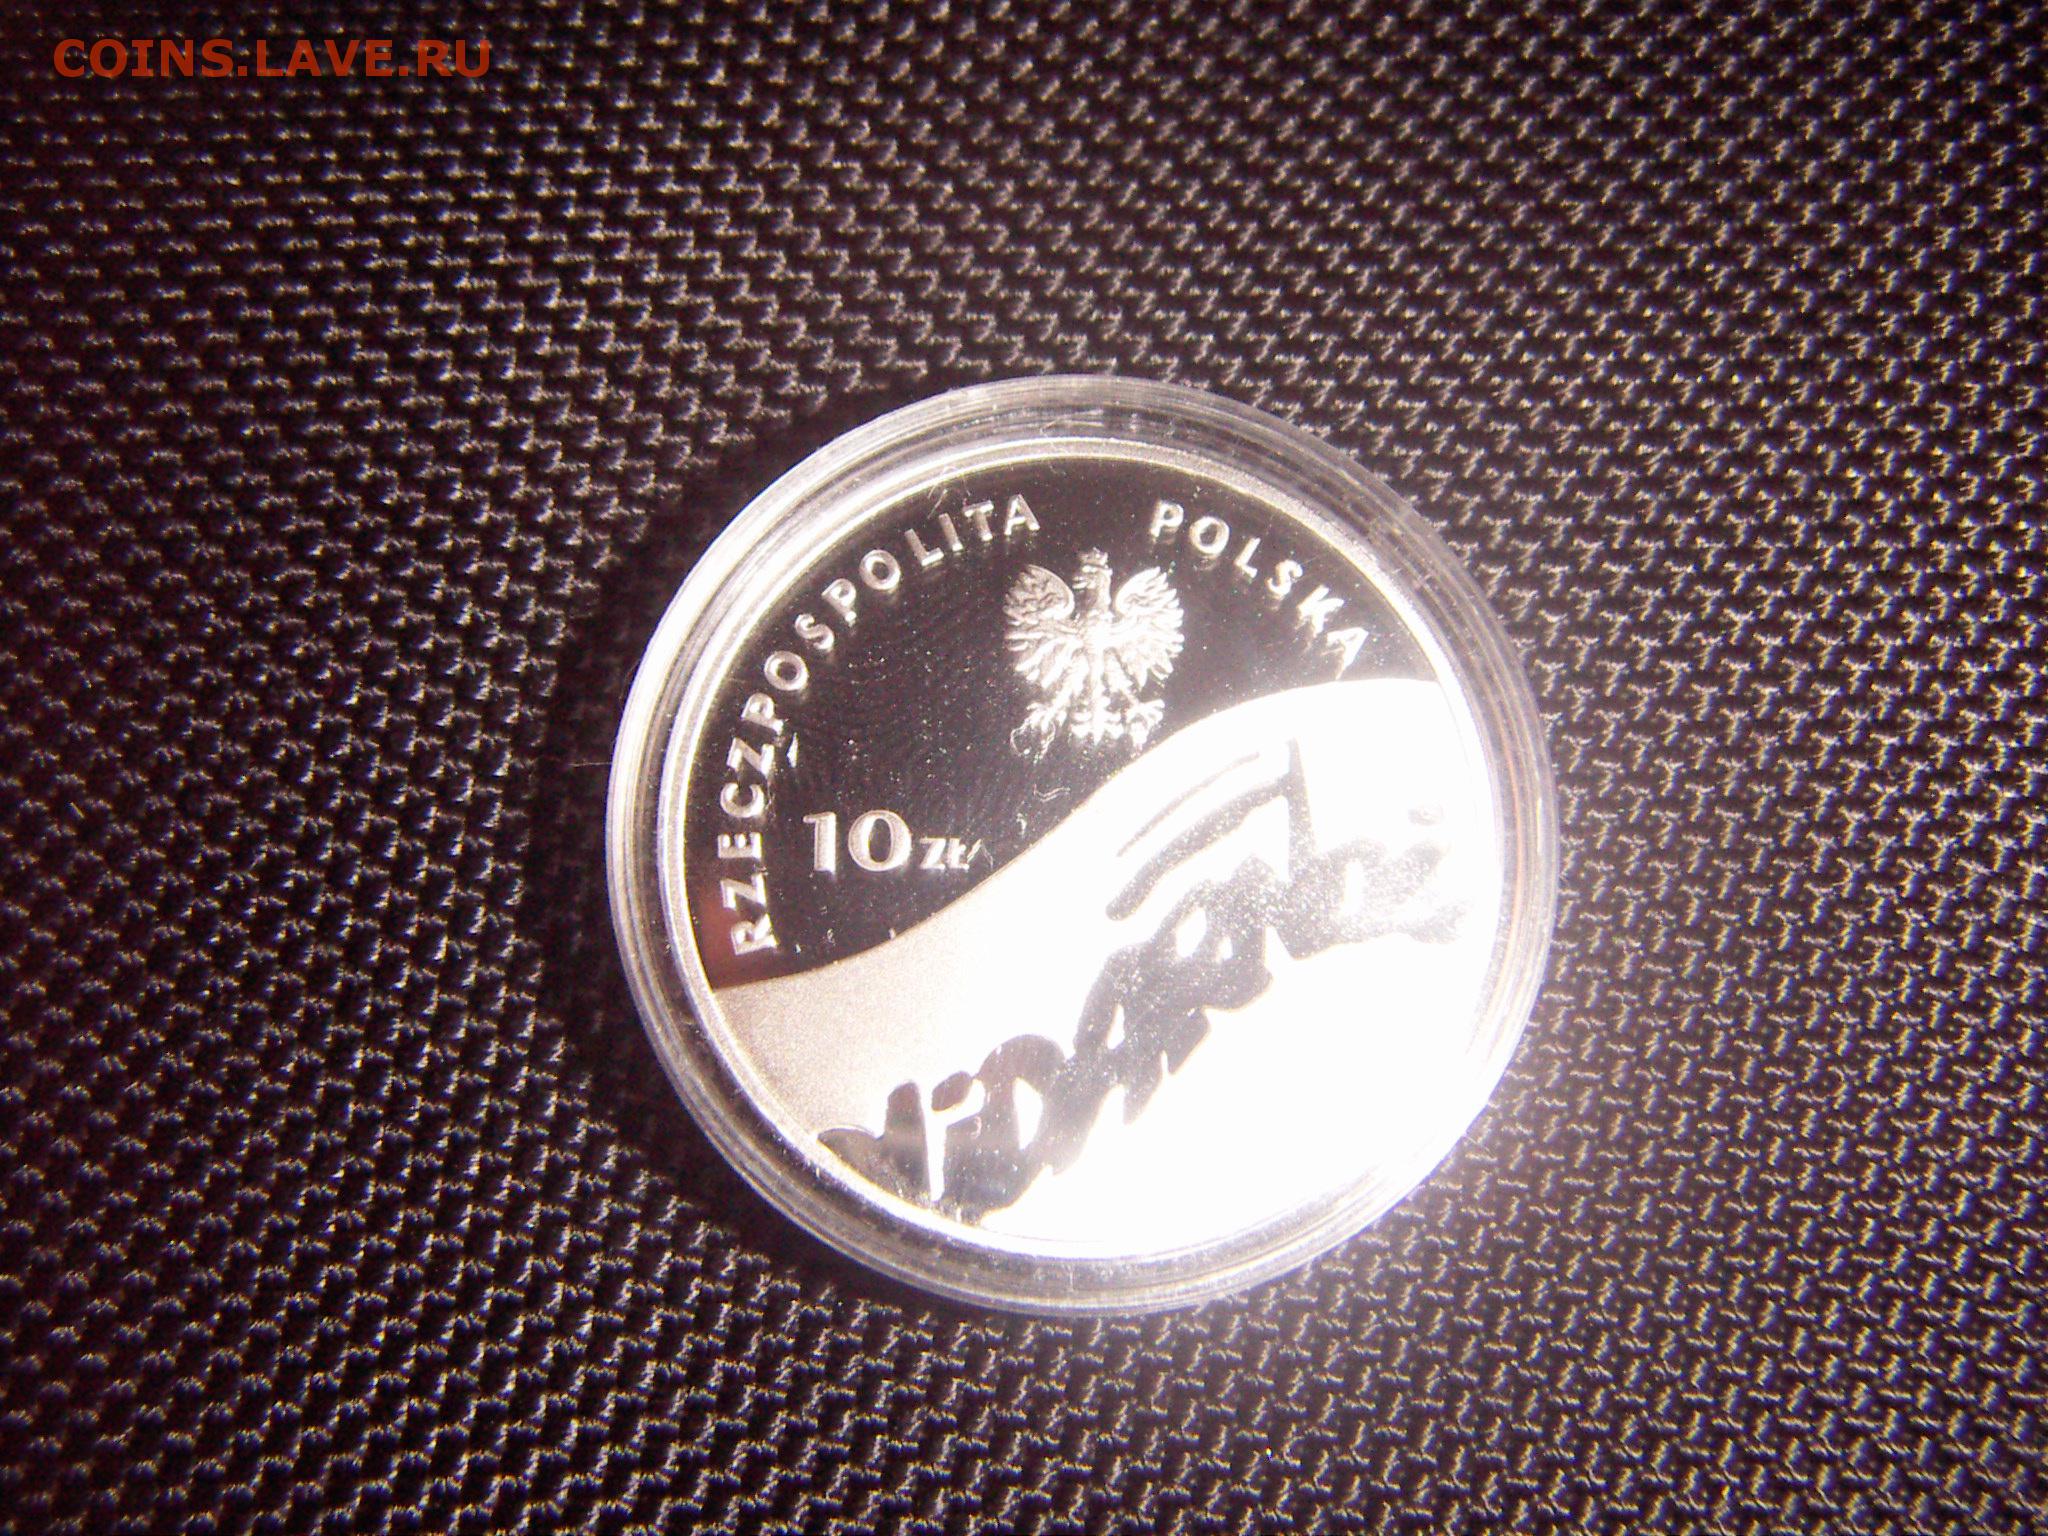 COINS.LAVE.RU
RZECZPOSPOLITA POLSKA
10 ZŁ